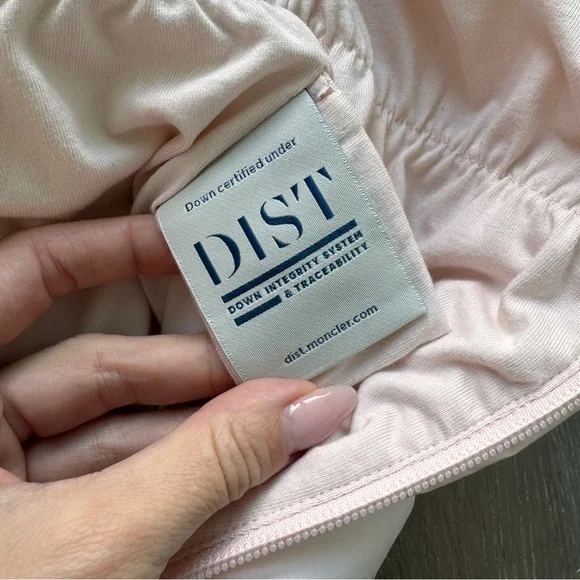 Down certified under
DIST
DOWN INTEGRITY SYSTEM
& TRACEABILITY
dist.moncler.com